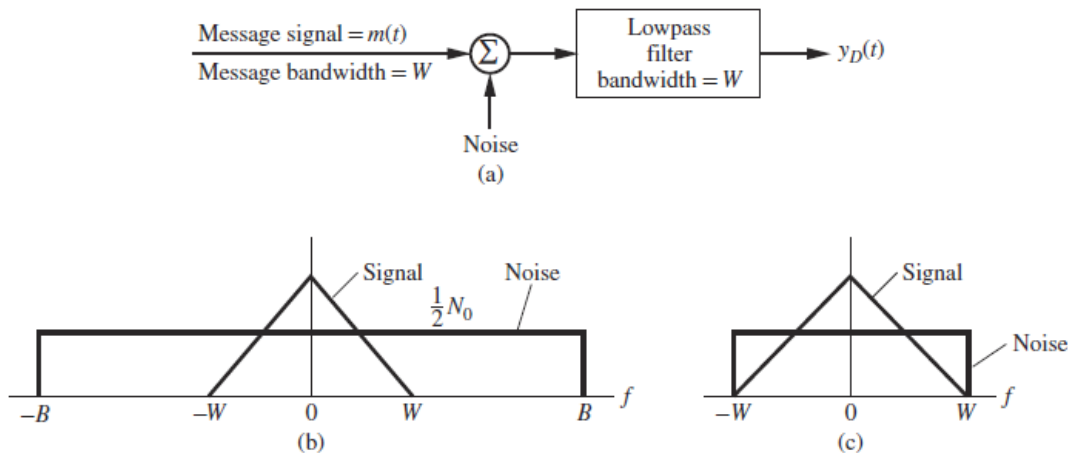 Message signal = m(t)
Message bandwidth = W
Σ
Lowpass
filter
bandwidth = W
y_D(t)
Noise
(a)
Signal
Noise
1/2 N_0
−B
−W
0
W
B
f
(b)
Signal
Noise
−W
0
W
f
(c)